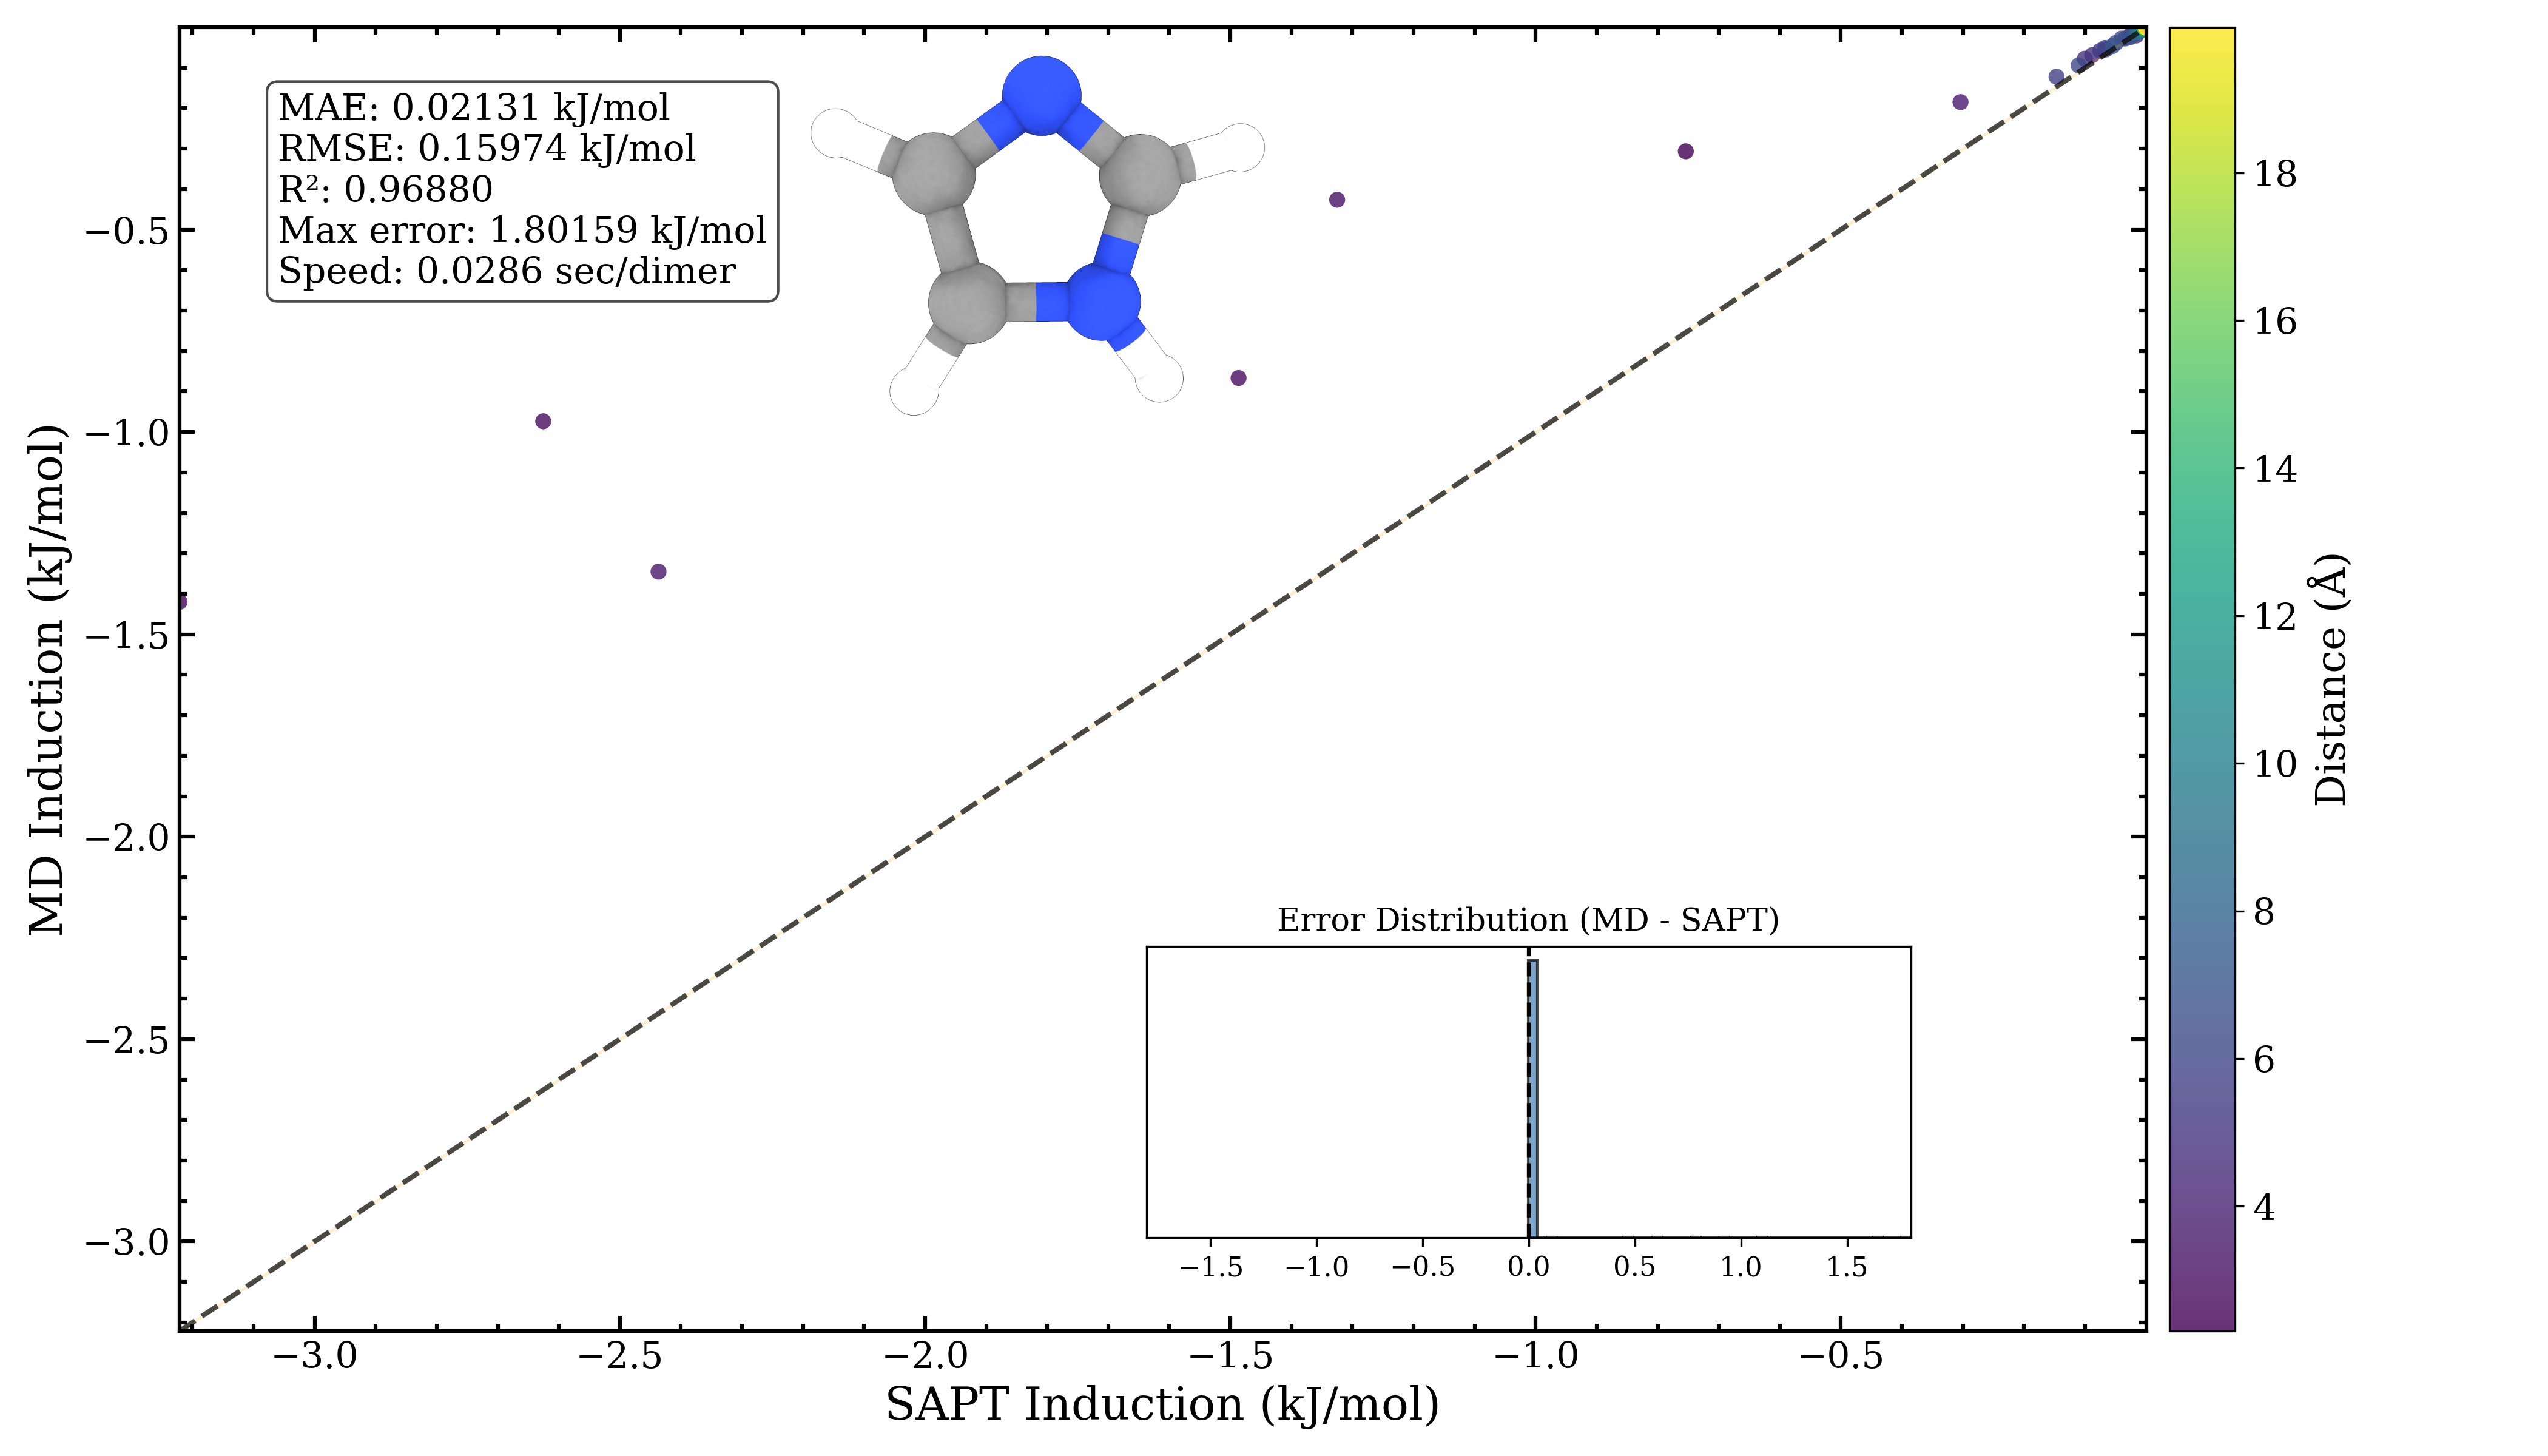 MAE: 0.02131 kJ/mol
RMSE: 0.15974 kJ/mol
R²: 0.96880
Max error: 1.80159 kJ/mol
Speed: 0.0286 sec/dimer
MD Induction (kJ/mol)
−0.5
−1.0
−1.5
−2.0
−2.5
−3.0
Error Distribution (MD - SAPT)
−1.5 −1.0 −0.5 0.0 0.5 1.0 1.5
−3.0 −2.5 −2.0 −1.5 −1.0 −0.5
SAPT Induction (kJ/mol)
18
16
14
12
10
8
6
4
Distance (Å)